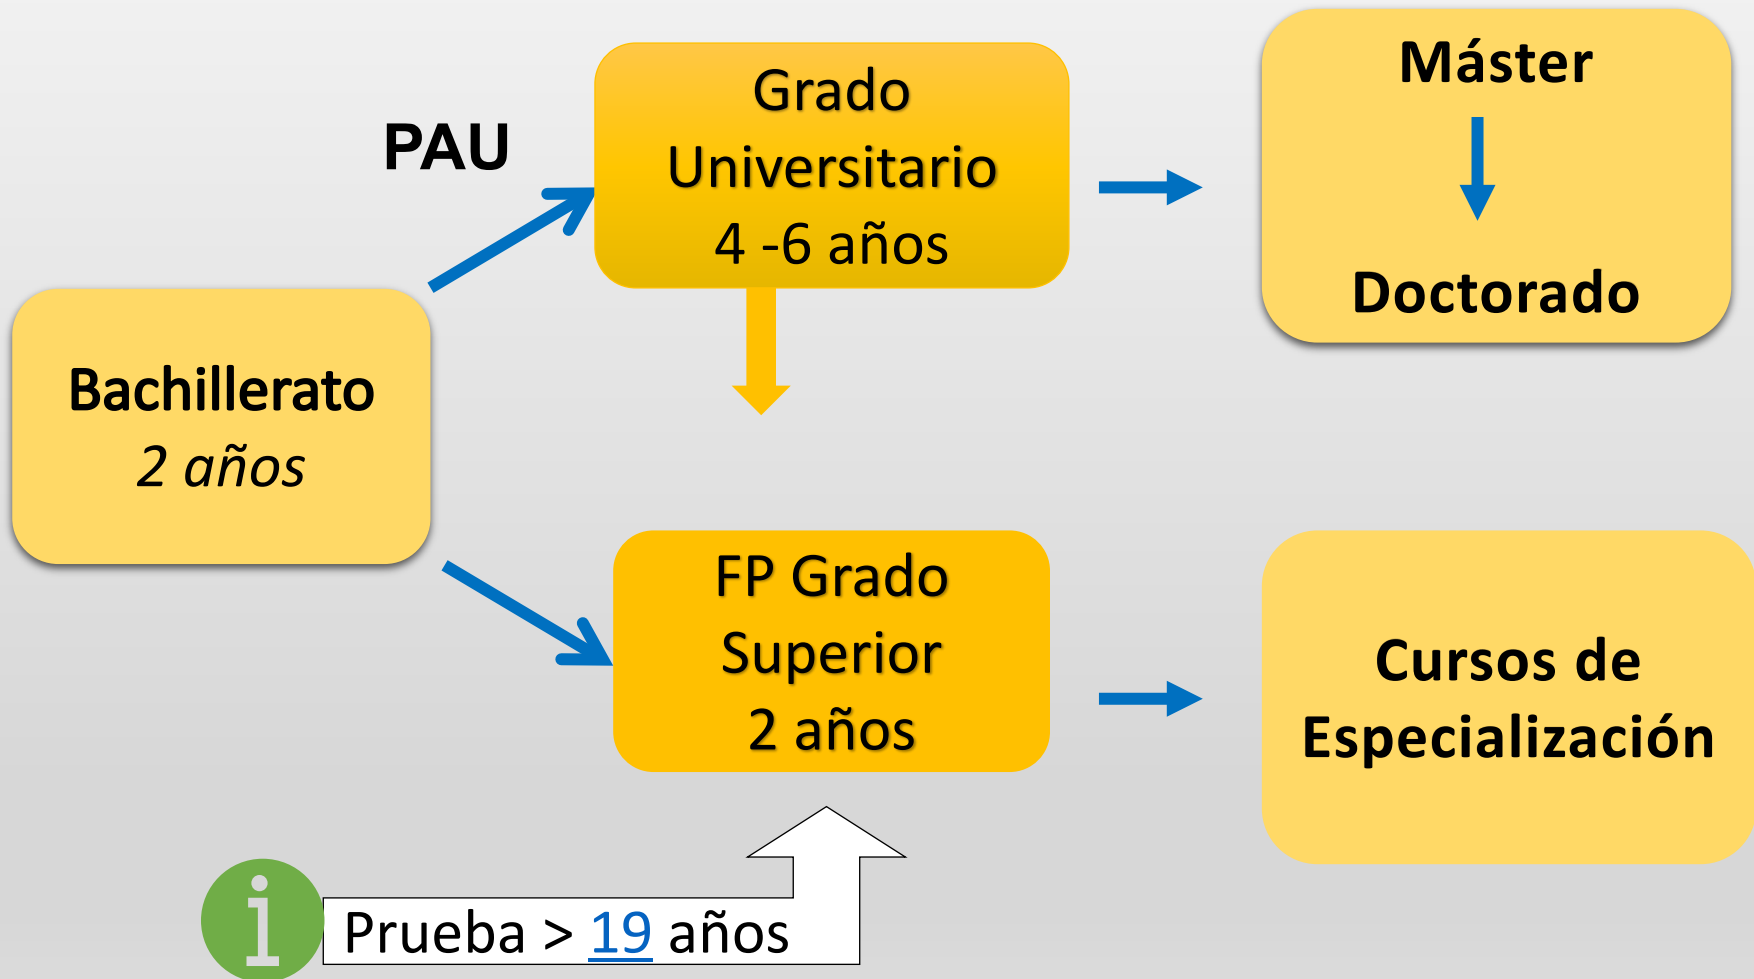 PAU
Grado
Universitario
4 -6 años
Máster
Doctorado
Bachillerato
2 años
FP Grado
Superior
2 años
Cursos de
Especialización
i
Prueba > 19 años